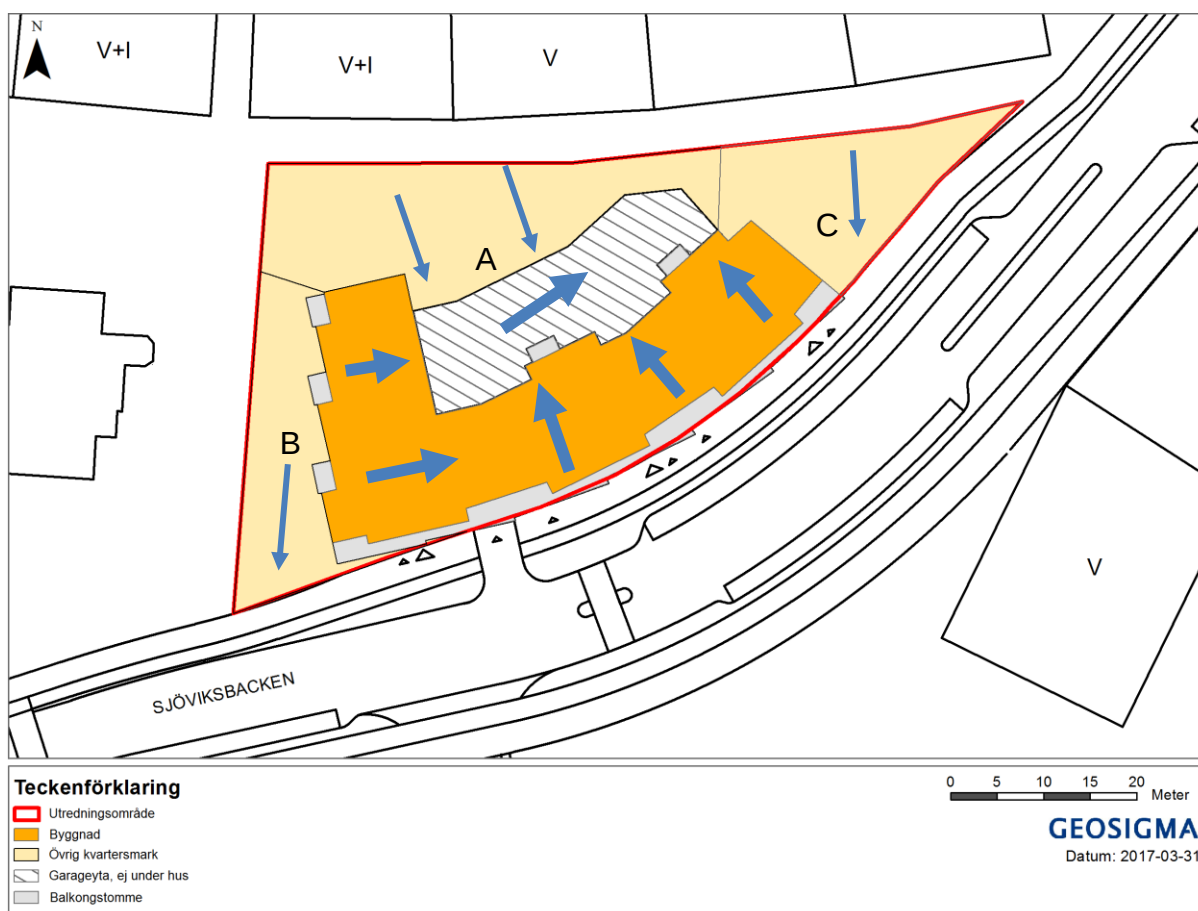 N
V+I
V+I
V
A
C
B
V
SJÖVIKSBACKEN
Teckenförklaring
Utredningsområde
Byggnad
Övrig kvartersmark
Garageyta, ej under hus
Balkongstomme
0 5 10 15 20
Meter
GEOSIGMA
Datum: 2017-03-31